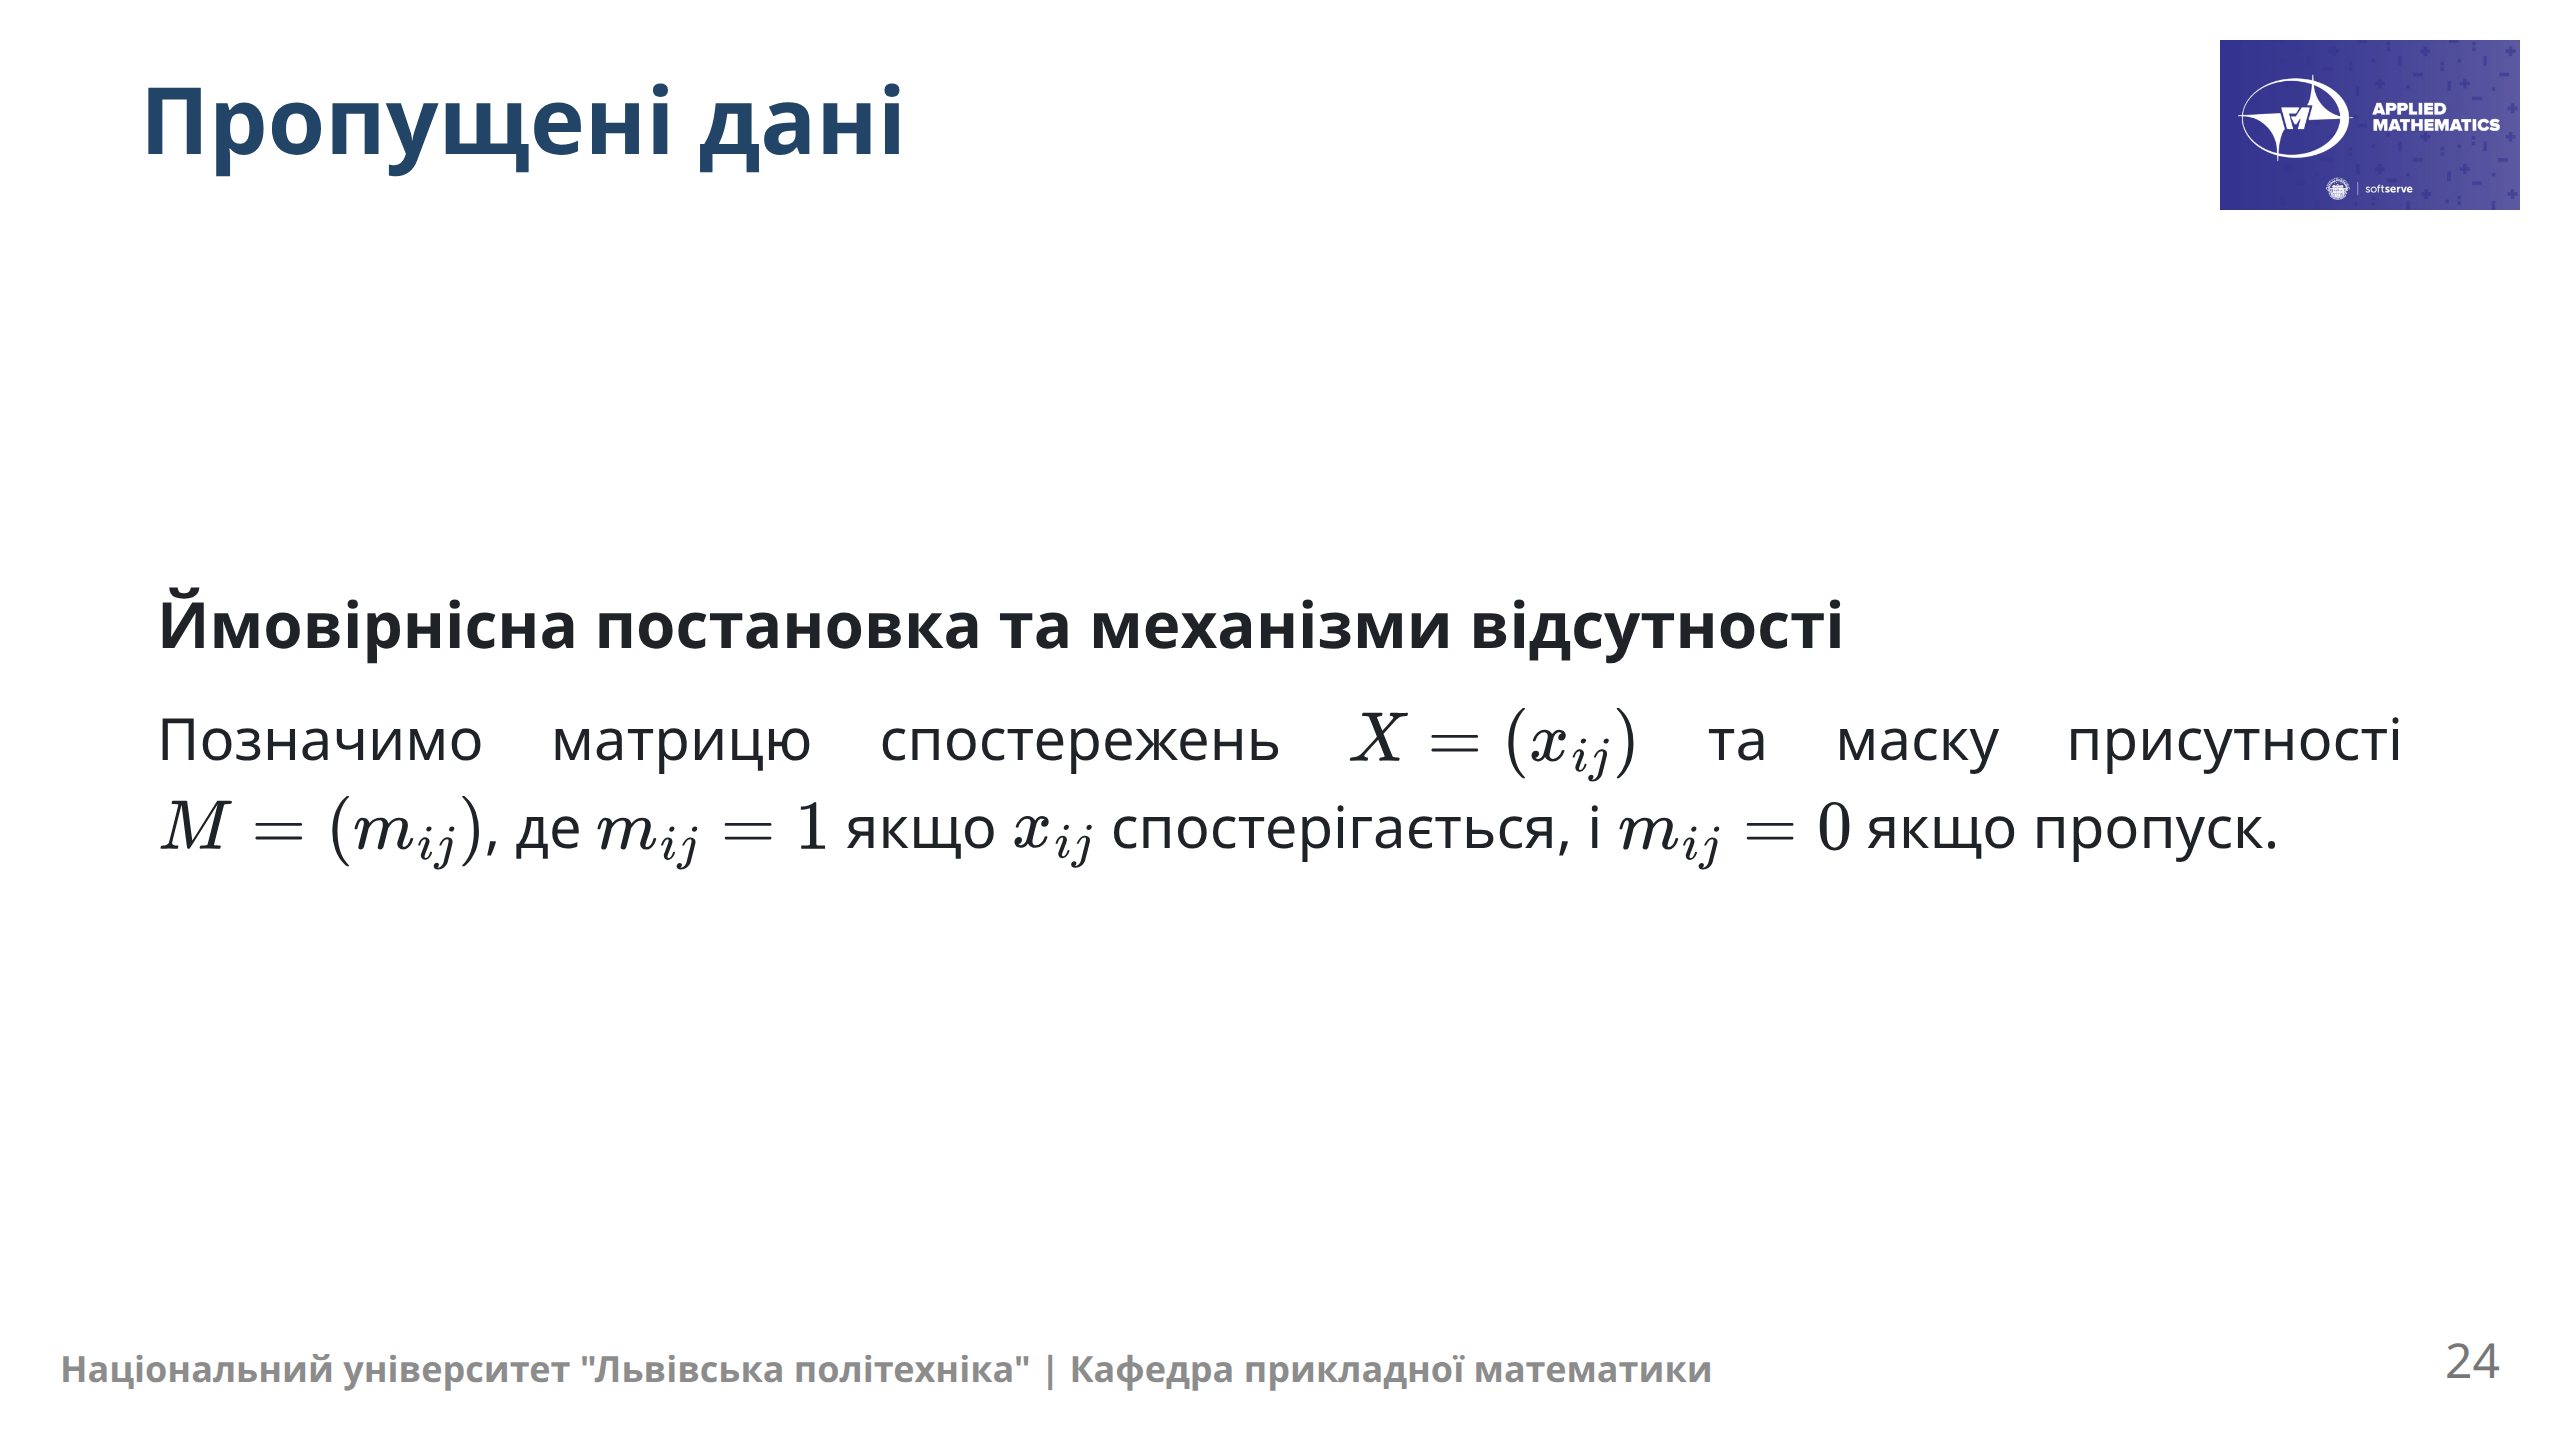 Пропущені дані
APPLIED
MATHEMATICS
softserve
Ймовірнісна постановка та механізми відсутності
Позначимо матрицю спостережень X = (x_{ij}) та маску присутності
M = (m_{ij}), де m_{ij} = 1 якщо x_{ij} спостерігається, і m_{ij} = 0 якщо пропуск.
Національний університет "Львівська політехніка" | Кафедра прикладної математики
24